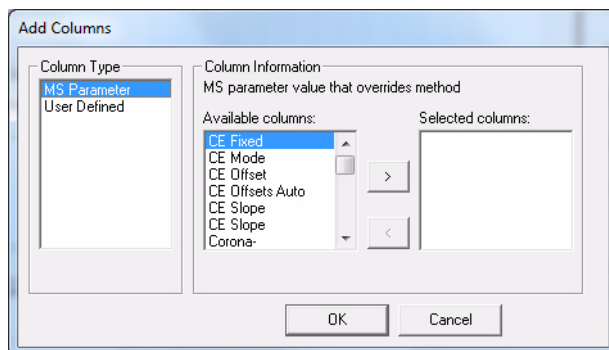 Add Columns
Column Type
MS Parameter
User Defined
Column Information
MS parameter value that overrides method
Available columns:
CE Fixed
CE Mode
CE Offset
CE Offsets Auto
CE Slope
CE Slope
Corona-
>
<
Selected columns:
OK
Cancel